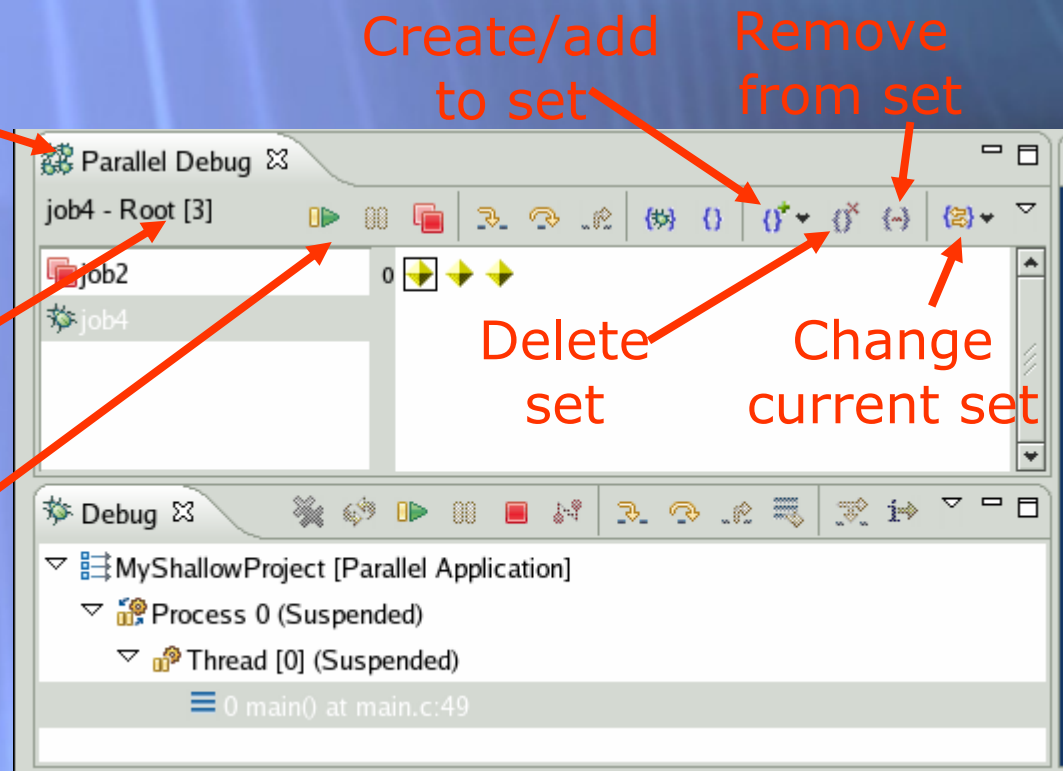 Create/add
to set
Remove
from set
Parallel Debug
job4 - Root [3]
job2
0
job4
Delete
set
Change
current set
Debug
MyShallowProject [Parallel Application]
Process 0 (Suspended)
Thread [0] (Suspended)
0 main() at main.c:49